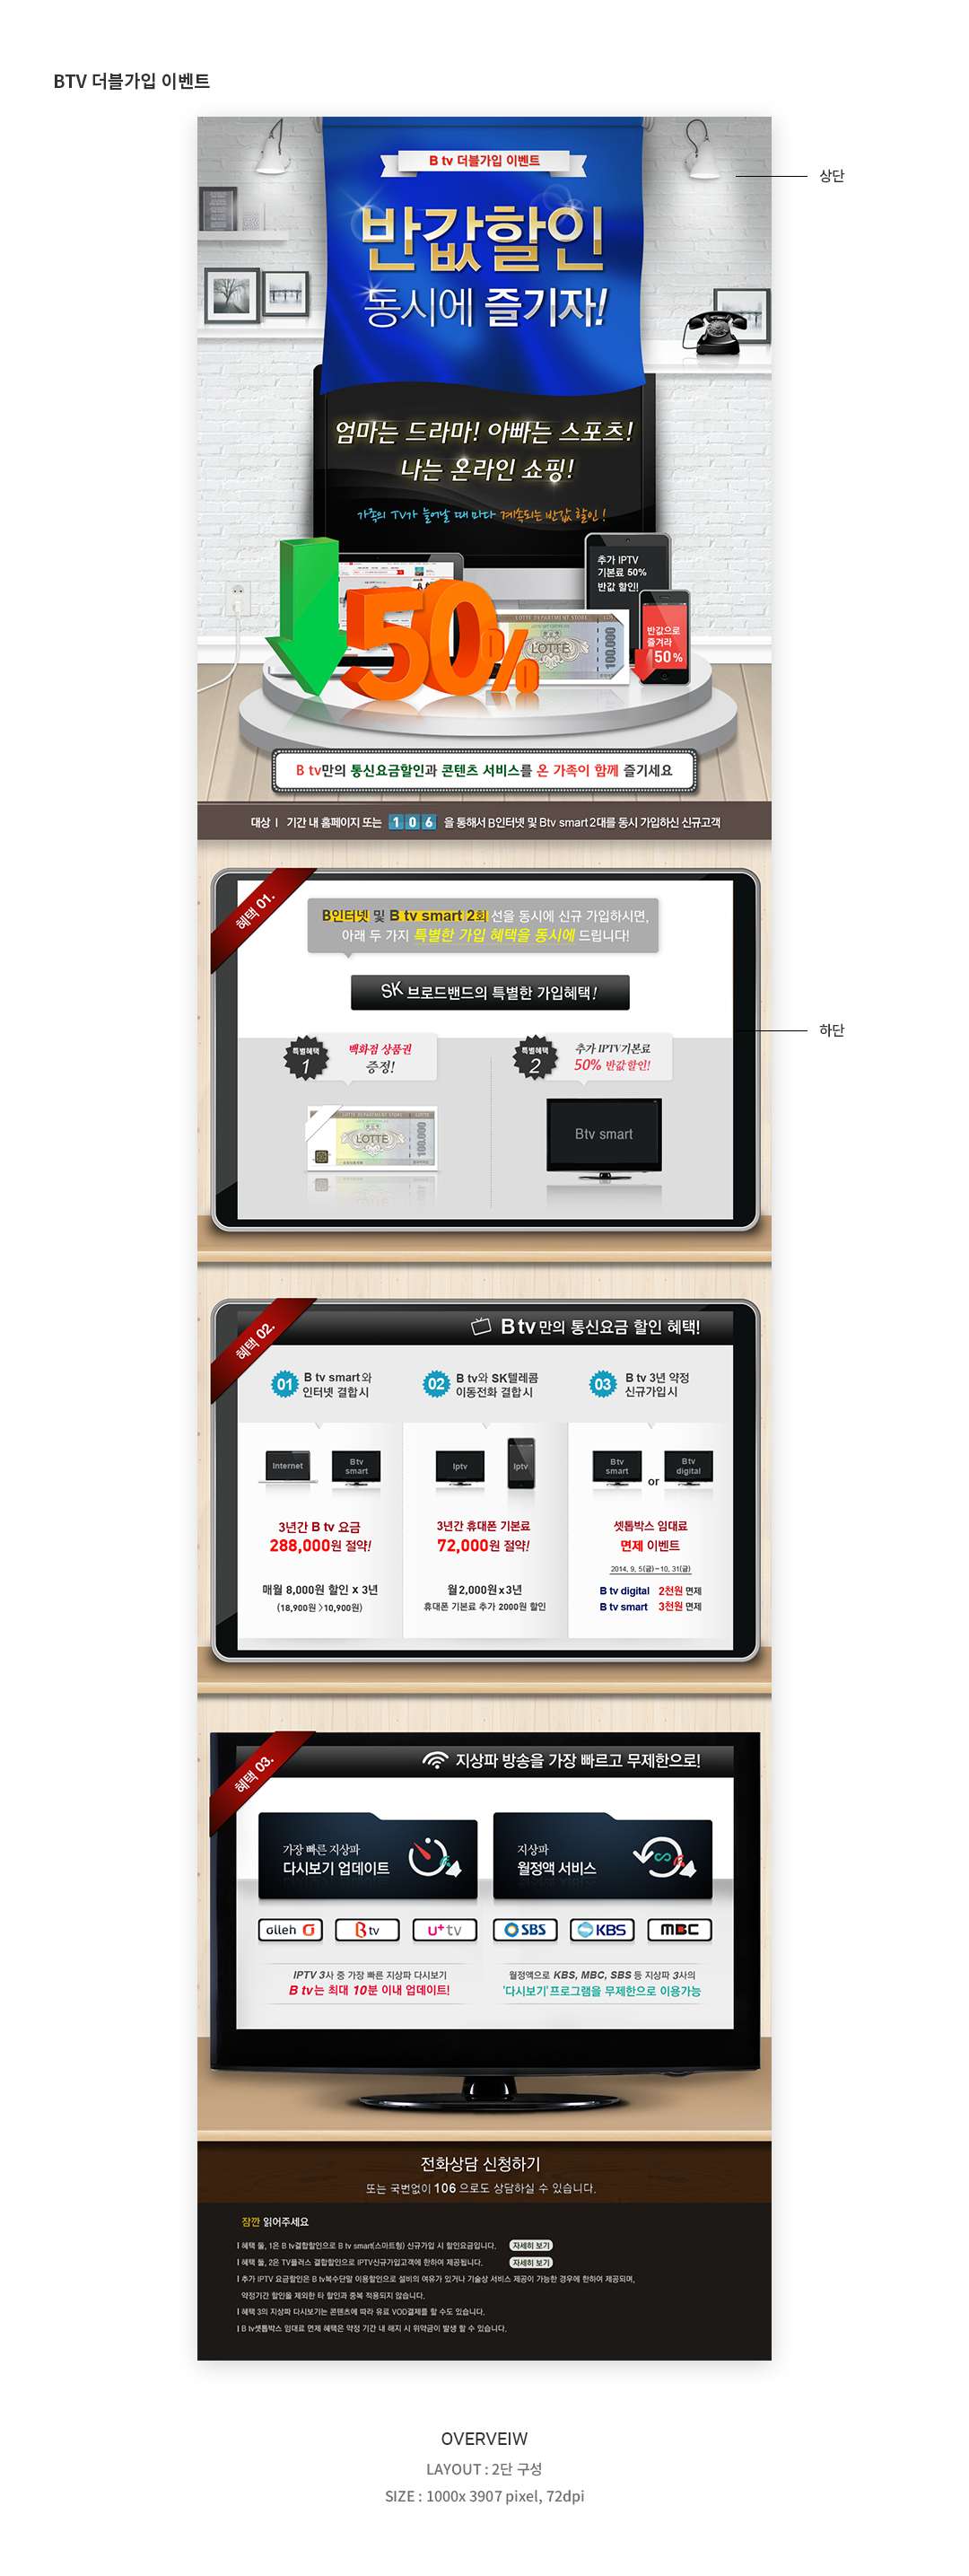 BTV 더블가입 이벤트
상단
B tv 더블가입 이벤트
반값할인
동시에 즐기자!
엄마는 드라마! 아빠는 스포츠!
나는 온라인 쇼핑!
가족의 TV가 늘어날 때 마다 계속되는 반값 할인!
추가 IPTV
기본료 50%
반값 할인!
50%
LOTTE DEPARTMENT STORE
LOTTE
100,000
반값으로
즐겨라
50%
B tv만의 통신요금할인과 콘텐츠 서비스를 온 가족이 함께 즐기세요
대상 | 기간 내 홈페이지 또는 106 을 통해서 B인터넷 및 Btv smart 2대를 동시 가입하신 신규고객
혜택 01.
B인터넷 및 B tv smart 2회 선을 동시에 신규 가입하시면,
아래 두 가지 특별한 가입 혜택을 동시에 드립니다!
SK 브로드밴드의 특별한 가입혜택!
하단
특별혜택
1
백화점 상품권
증정!
특별혜택
2
추가 IPTV기본료
50% 반값 할인!
LOTTE DEPARTMENT STORE
LOTTE
LOTTE
100,000
Btv smart
혜택 02.
B tv만의 통신요금 할인 혜택!
01
B tv smart와
인터넷 결합시
02
B tv와 SK텔레콤
이동전화 결합시
03
B tv 3년 약정
신규가입시
Internet
Btv
smart
Iptv
Iptv
Btv
smart
or
Btv
digital
3년간 B tv 요금
288,000원 절약!
3년간 휴대폰 기본료
72,000원 절약!
셋톱박스 임대료
면제 이벤트
2014. 9. 5(금)~10. 31(금)
매월 8,000원 할인 x 3년
(18,900원 > 10,900원)
월2,000원x3년
휴대폰 기본료 추가 2000원 할인
B tv digital 2천원 면제
B tv smart 3천원 면제
혜택 03.
지상파 방송을 가장 빠르고 무제한으로!
가장 빠른 지상파
다시보기 업데이트
지상파
월정액 서비스
olleh
B tv
u+ tv
SBS
KBS
MBC
IPTV 3사 중 가장 빠른 지상파 다시보기
B tv는 최대 10분 이내 업데이트!
월정액으로 KBS, MBC, SBS 등 지상파 3사의
'다시보기'프로그램을 무제한으로 이용가능
전화상담 신청하기
또는 국번없이 106 으로도 상담하실 수 있습니다.
잠깐 읽어주세요
| 혜택 둘, 1은 B tv결합할인으로 B tv smart(스마트형) 신규가입 시 할인요금입니다. 자세히 보기
| 혜택 둘, 2은 TV플러스 결합할인으로 IPTV신규가입고객에 한하여 제공됩니다. 자세히 보기
| 추가 IPTV 요금할인은 B tv복수단말 이용할인으로 설비의 여유가 있거나 기술상 서비스 제공이 가능한 경우에 한하여 제공되며,
약정기간 할인을 제외한 타 할인과 중복 적용되지 않습니다.
| 혜택 3의 지상파 다시보기는 콘텐츠에 따라 유료 VOD결제를 할 수도 있습니다.
| B tv셋톱박스 임대료 면제 혜택은 약정 기간 내 해지 시 위약금이 발생 할 수 있습니다.
OVERVEIW
LAYOUT : 2단 구성
SIZE : 1000x 3907 pixel, 72dpi